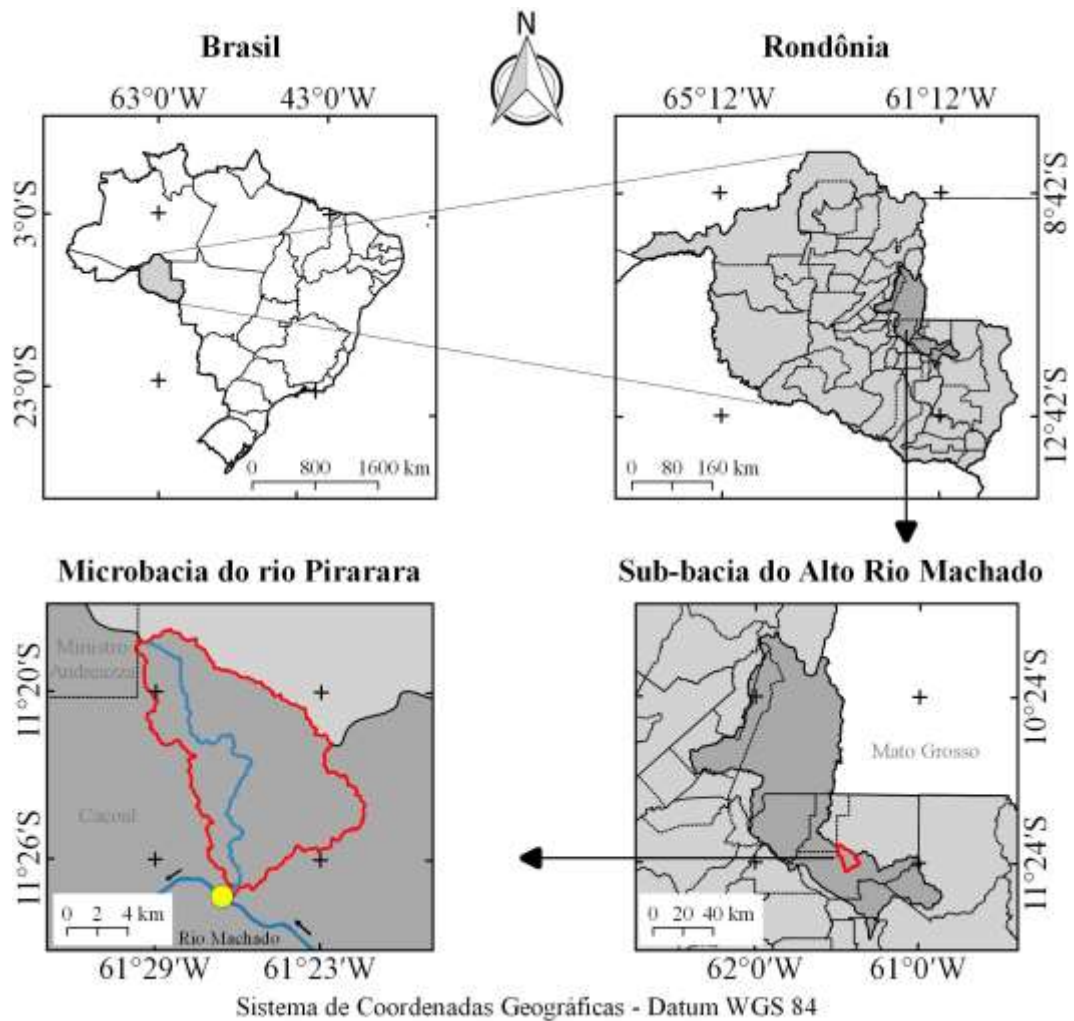 N
Brasil
63°0'W 43°0'W
3°0'S
23°0'S
0 800 1600 km
Rondônia
65°12'W 61°12'W
8°42'S
12°42'S
0 80 160 km
Microbacia do rio Pirarara
Ministro
Andreazza
Cacoal
11°20'S
11°26'S
0 2 4 km
Rio Machado
61°29'W 61°23'W
Sub-bacia do Alto Rio Machado
Mato Grosso
10°24'S
11°24'S
0 20 40 km
62°0'W 61°0'W
Sistema de Coordenadas Geográficas - Datum WGS 84